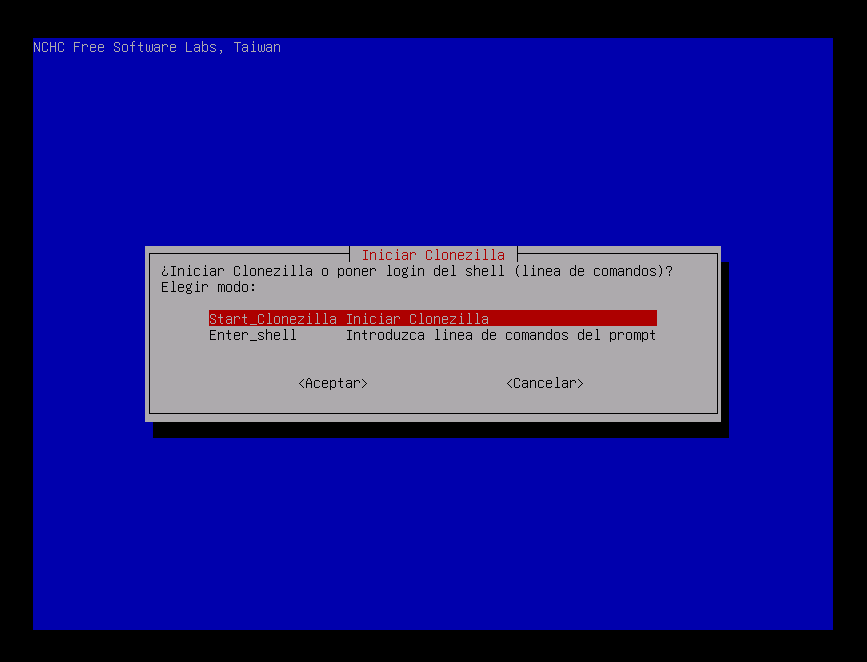 NCHC Free Software Labs, Taiwan
Iniciar Clonezilla
¿Iniciar Clonezilla o poner login del shell (linea de comandos)?
Elegir modo:
Start_Clonezilla Iniciar Clonezilla
Enter_shell Introduzca linea de comandos del prompt
<Aceptar> <Cancelar>